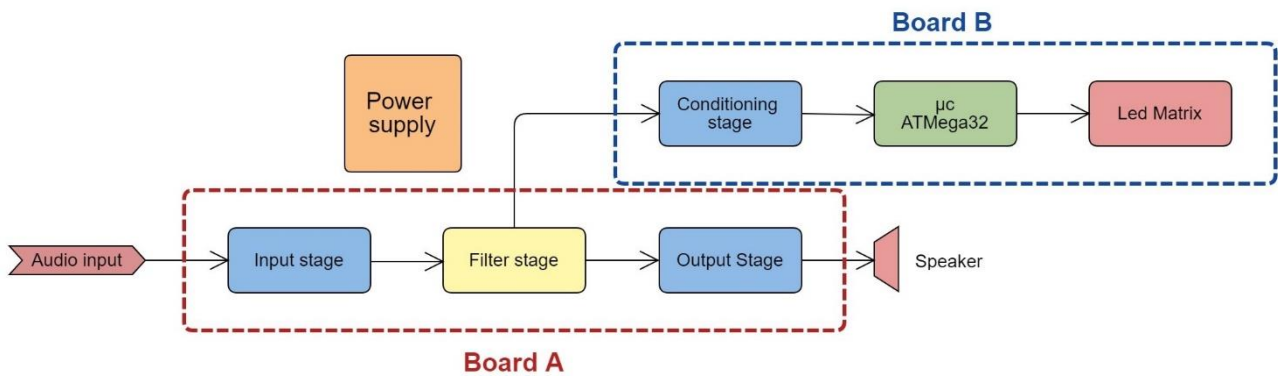 Board B
Power
supply
Conditioning
stage
µc
ATMega32
Led Matrix
Audio input
Input stage
Filter stage
Output Stage
Speaker
Board A